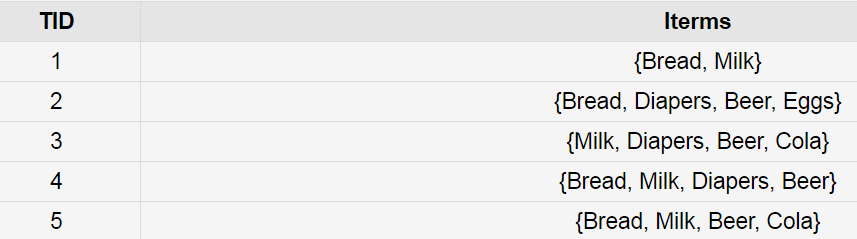 TID Iterms
1 {Bread, Milk}
2 {Bread, Diapers, Beer, Eggs}
3 {Milk, Diapers, Beer, Cola}
4 {Bread, Milk, Diapers, Beer}
5 {Bread, Milk, Beer, Cola}